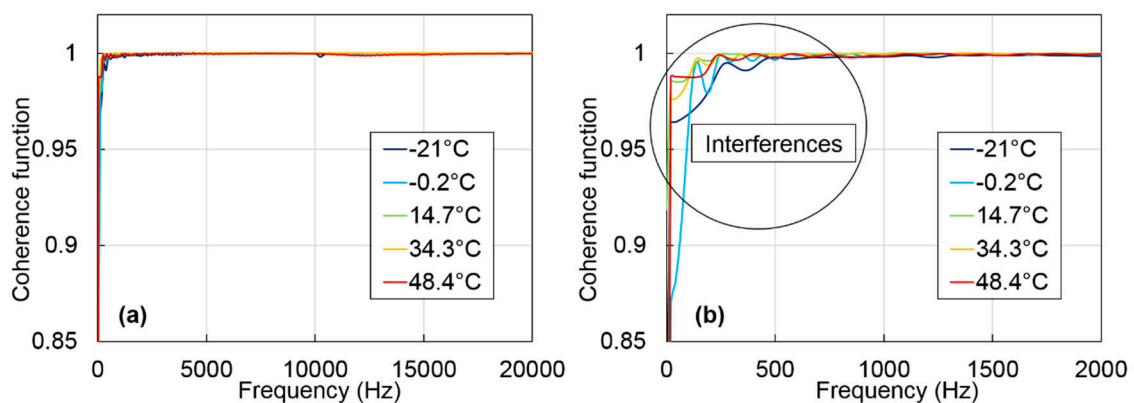 Coherence function
1
0.95
0.9
0.85
-21°C
-0.2°C
14.7°C
34.3°C
48.4°C
(a)
0
5000
10000
15000
20000
Frequency (Hz)
Coherence function
1
0.95
0.9
0.85
Interferences
-21°C
-0.2°C
14.7°C
34.3°C
48.4°C
(b)
0
500
1000
1500
2000
Frequency (Hz)